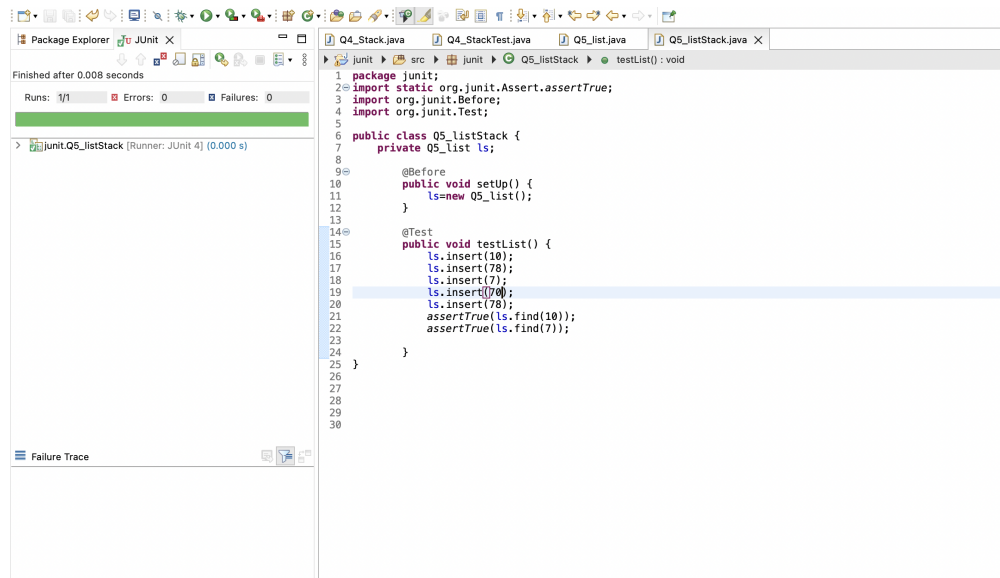 Package Explorer JUnit
Finished after 0.008 seconds
Runs: 1/1 Errors: 0 Failures: 0
junit.Q5_listStack [Runner: JUnit 4] (0.000 s)
Failure Trace
Q4_Stack.java Q4_StackTest.java Q5_list.java Q5_listStack.java
junit src junit Q5_listStack testList() : void
1 package junit;
2 import static org.junit.Assert.assertTrue;
3 import org.junit.Before;
4 import org.junit.Test;
5
6 public class Q5_listStack {
7 private Q5_list ls;
8
9 @Before
10 public void setUp() {
11 ls=new Q5_list();
12 }
13
14 @Test
15 public void testList() {
16 ls.insert(10);
17 ls.insert(78);
18 ls.insert(7);
19 ls.insert(70);
20 ls.insert(78);
21 assertTrue(ls.find(10));
22 assertTrue(ls.find(7));
23
24 }
25 }
26
27
28
29
30